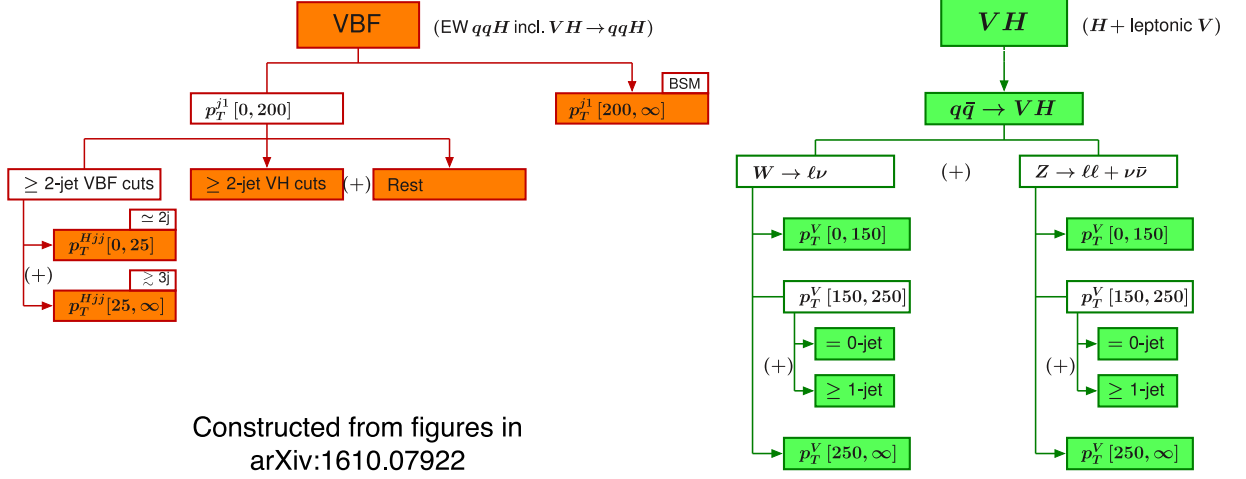 VBF
(EW qqH incl. VH → qqH)
BSM
p_T^{j1} [0, 200]
p_T^{j1} [200, ∞]
≥ 2-jet VBF cuts
≥ 2-jet VH cuts
(+)
Rest
≃ 2j
p_T^{Hjj} [0, 25]
(+)
≳ 3j
p_T^{Hjj} [25, ∞]
Constructed from figures in
arXiv:1610.07922
VH
(H + leptonic V)
qq̄ → VH
W → ℓν
(+)
Z → ℓℓ + νν̄
p_T^V [0, 150]
p_T^V [150, 250]
= 0-jet
(+)
≥ 1-jet
p_T^V [250, ∞]
p_T^V [0, 150]
p_T^V [150, 250]
= 0-jet
(+)
≥ 1-jet
p_T^V [250, ∞]